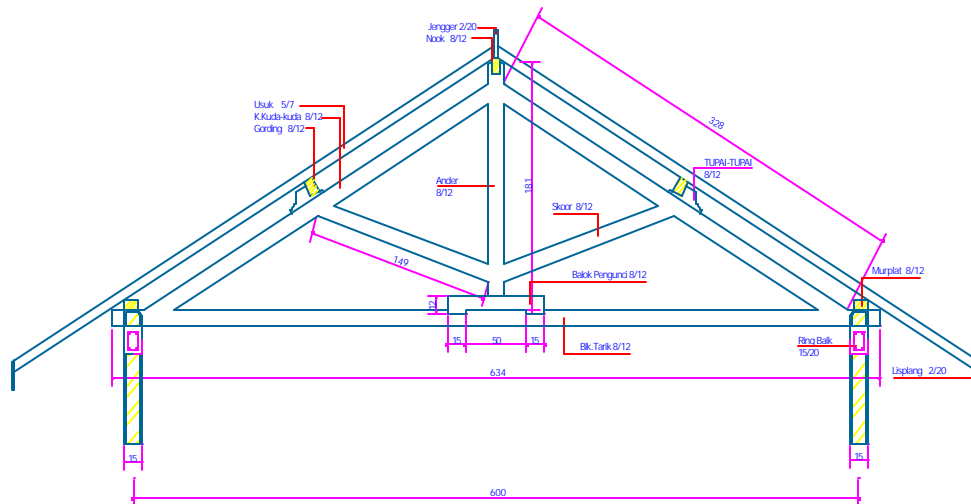 Jengger 2/20
Nook 8/12
Usuk 5/7
K.Kuda-kuda 8/12
Gording 8/12
328
TUPAI-TUPAI
8/12
Ander
8/12
181
Skoor 8/12
149
Balok Pengunci 8/12
Murplat 8/12
12
15
50
15
Blk.Tarik 8/12
Ring Balk
15/20
634
Lisplang 2/20
15
15
600